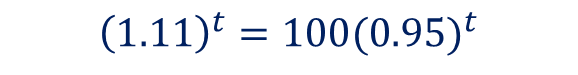 (1.11)^t = 100(0.95)^t